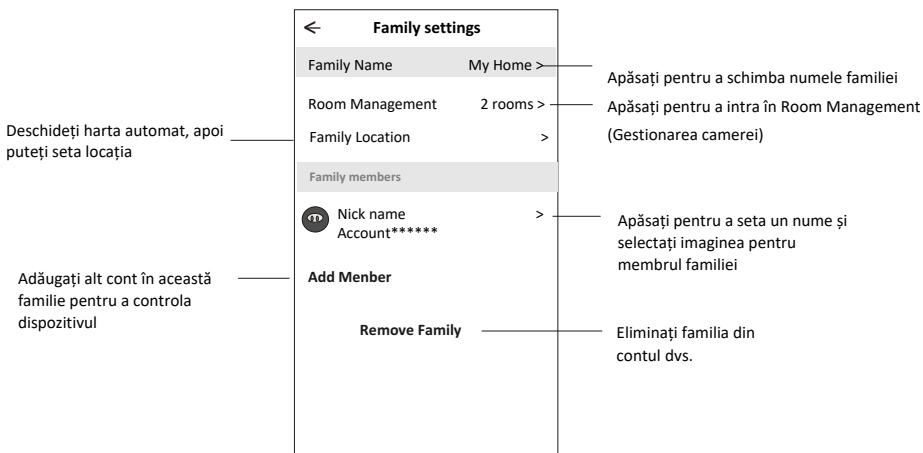 ← Family settings
Family Name My Home >
Apăsați pentru a schimba numele familiei
Room Management 2 rooms >
Apăsați pentru a intra în Room Management
(Gestionarea camerei)
Deschideți harta automat, apoi
puteți seta locația
Family Location >
Family members
Nick name >
Account******
Apăsați pentru a seta un nume și
selectați imaginea pentru
membrul familiei
Adăugați alt cont în această
familie pentru a controla
dispozitivul
Add Menber
Remove Family
Eliminați familia din
contul dvs.